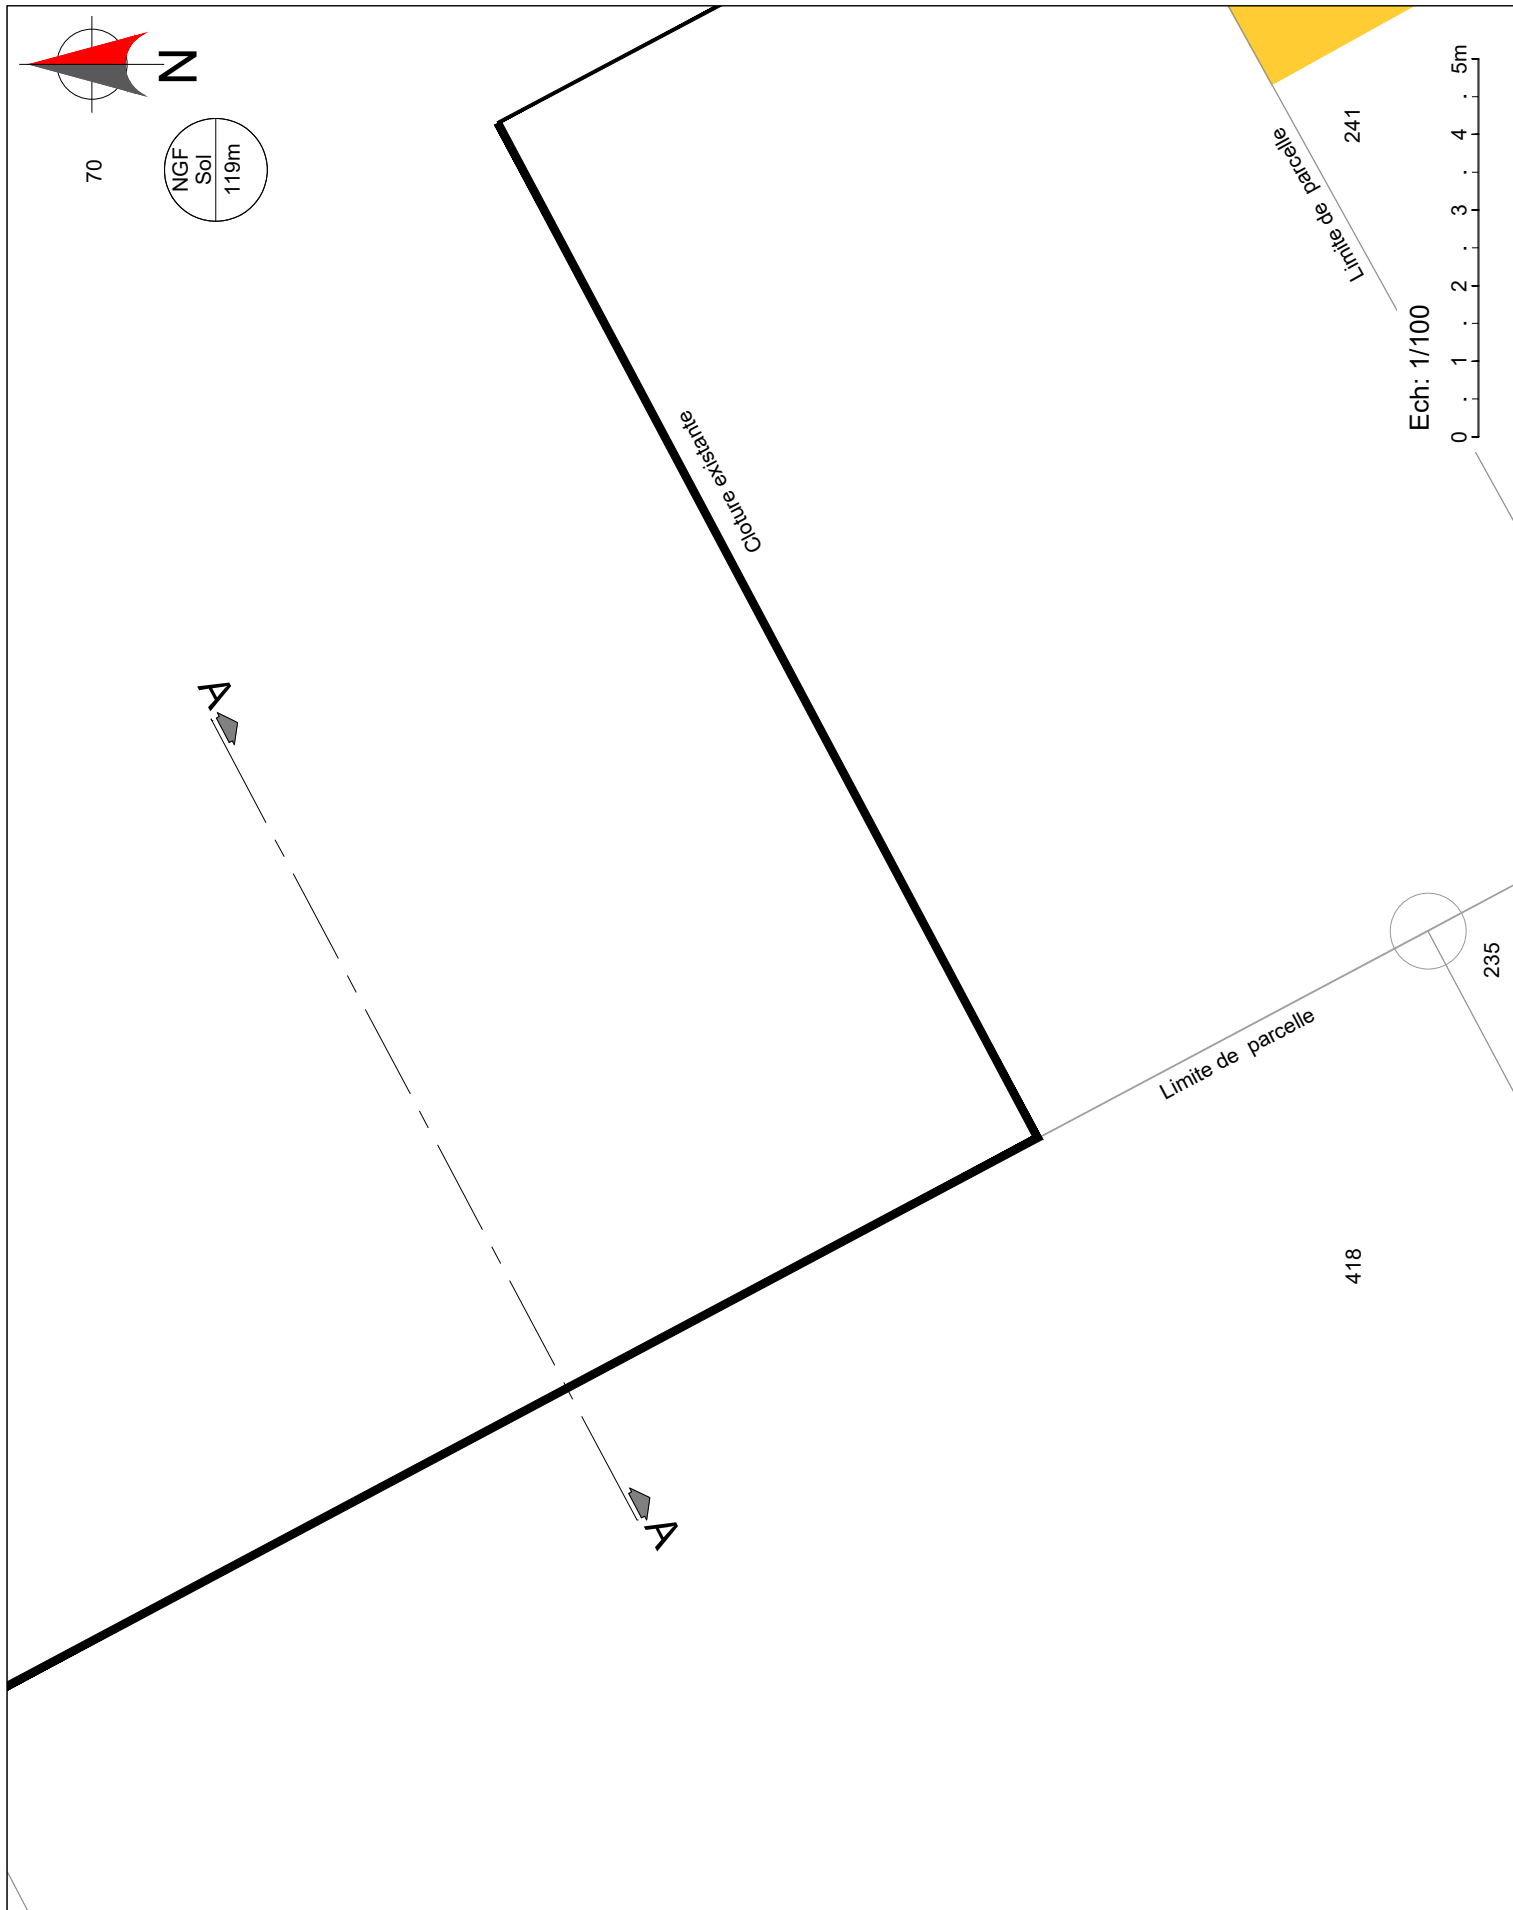 N
70
NGF
Sol
119m
Cloture existante
Limite de parcelle
241
Ech: 1/100
0 1 2 3 4 5m
A
A
Limite de parcelle
235
418